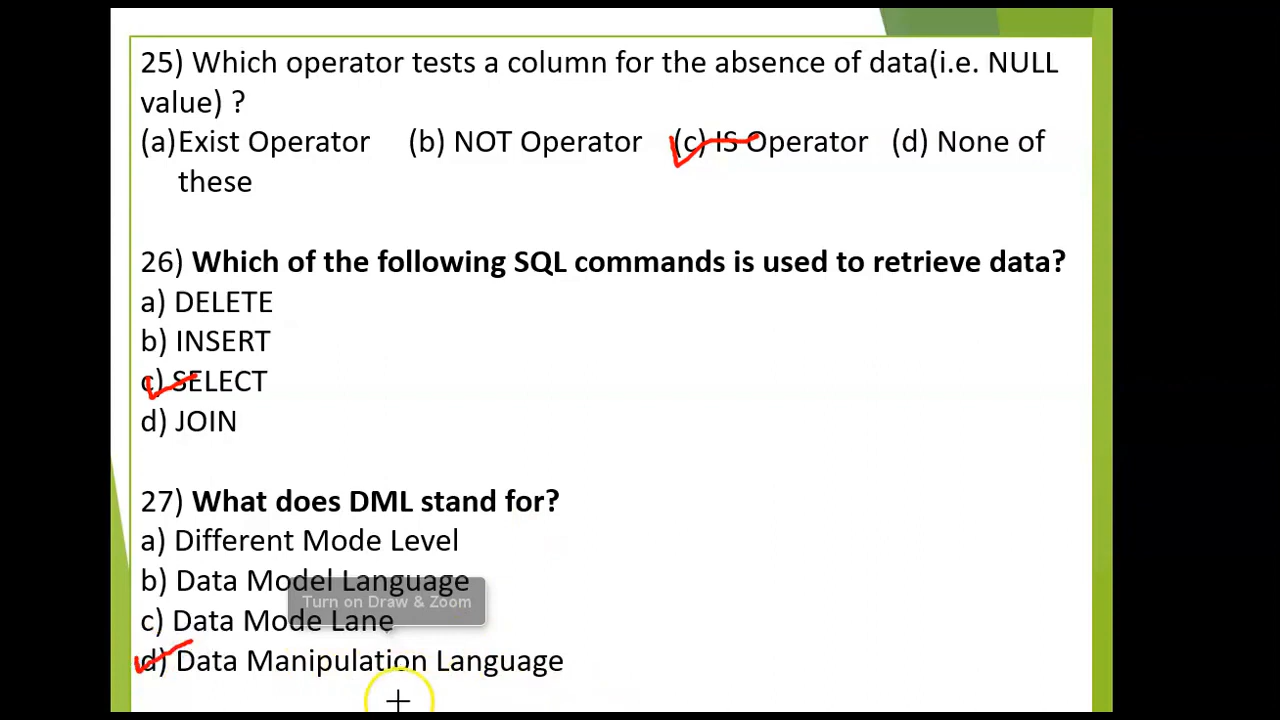 25) Which operator tests a column for the absence of data(i.e. NULL
value) ?
(a)Exist Operator (b) NOT Operator (c) IS Operator (d) None of
these
26) Which of the following SQL commands is used to retrieve data?
a) DELETE
b) INSERT
c) SELECT
d) JOIN
27) What does DML stand for?
a) Different Mode Level
b) Data Model Language
Turn on Draw & Zoom
c) Data Mode Lane
d) Data Manipulation Language